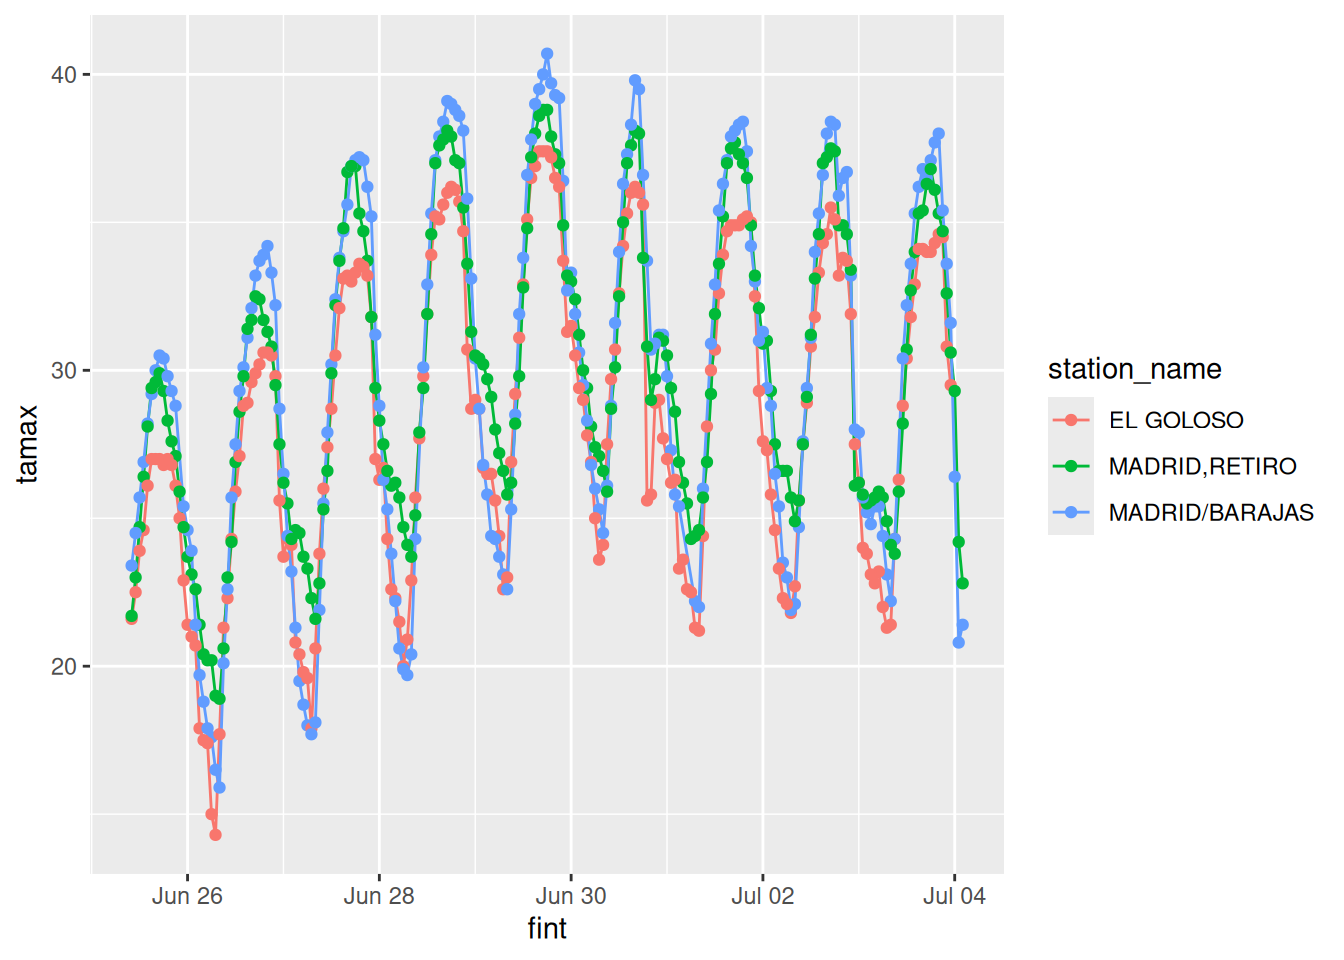 tamax
40
30
20
Jun 26
Jun 28
Jun 30
Jul 02
Jul 04
fint
station_name
EL GOLOSO
MADRID,RETIRO
MADRID/BARAJAS